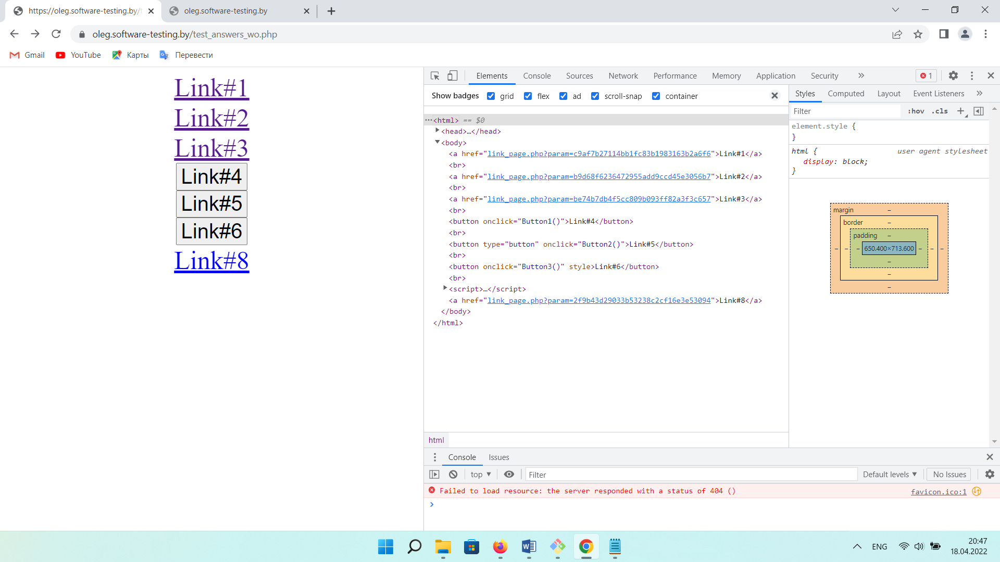 https://oleg.software-testing.by/t
oleg.software-testing.by
oleg.software-testing.by/test_answers_wo.php
Gmail
YouTube
Карты
Перевести
Link#1
Link#2
Link#3
Link#4
Link#5
Link#6
Link#8
Elements
Console
Sources
Network
Performance
Memory
Application
Security
1
Show badges
grid
flex
ad
scroll-snap
container
<html> == $0
<head>…</head>
<body>
<a href="link_page.php?param=c9af7b27114bb1fc83b1983163b2a6f6">Link#1</a>
<br>
<a href="link_page.php?param=b9d68f6236472955add9ccd45e3056b7">Link#2</a>
<br>
<a href="link_page.php?param=be74b7db4f5cc809b093ff82a3f3c657">Link#3</a>
<br>
<button onclick="Button1()">Link#4</button>
<br>
<button type="button" onclick="Button2()">Link#5</button>
<br>
<button onclick="Button3()" style>Link#6</button>
<br>
<script>…</script>
<a href="link_page.php?param=2f9b43d29033b53238c2cf16e3e53094">Link#8</a>
</body>
</html>
html
Styles
Computed
Layout
Event Listeners
Filter
:hov
.cls
element.style {
}
html {
user agent stylesheet
display: block;
}
margin
border
padding
650.400×713.600
Console
Issues
top
Filter
Default levels
No Issues
Failed to load resource: the server responded with a status of 404 ()
favicon.ico:1
ENG
20:47
18.04.2022